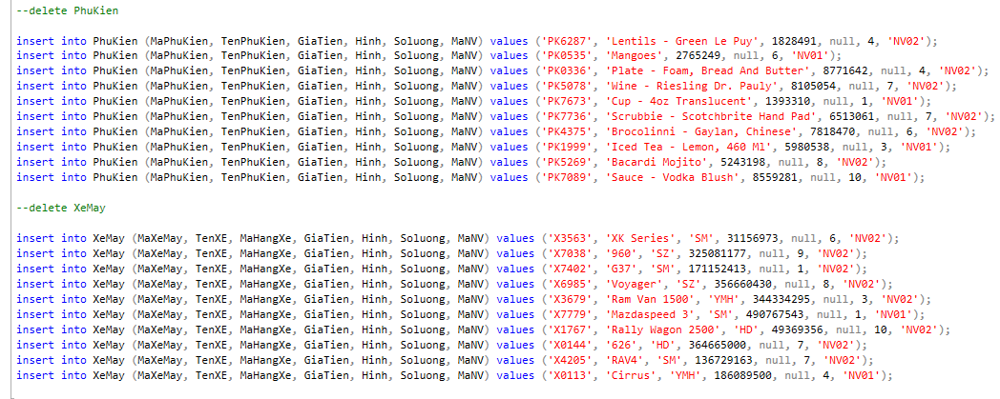 --delete PhuKien
insert into PhuKien (MaPhuKien, TenPhuKien, GiaTien, Hinh, Soluong, MaNV) values ('PK6287', 'Lentils - Green Le Puy', 1828491, null, 4, 'NV02');
insert into PhuKien (MaPhuKien, TenPhuKien, GiaTien, Hinh, Soluong, MaNV) values ('PK0535', 'Mangoes', 2765249, null, 6, 'NV01');
insert into PhuKien (MaPhuKien, TenPhuKien, GiaTien, Hinh, Soluong, MaNV) values ('PK0336', 'Plate - Foam, Bread And Butter', 8771642, null, 4, 'NV02');
insert into PhuKien (MaPhuKien, TenPhuKien, GiaTien, Hinh, Soluong, MaNV) values ('PK5078', 'Wine - Riesling Dr. Pauly', 8105054, null, 7, 'NV02');
insert into PhuKien (MaPhuKien, TenPhuKien, GiaTien, Hinh, Soluong, MaNV) values ('PK7673', 'Cup - 4oz Translucent', 1393310, null, 1, 'NV01');
insert into PhuKien (MaPhuKien, TenPhuKien, GiaTien, Hinh, Soluong, MaNV) values ('PK7736', 'Scrubbie - Scotchbrite Hand Pad', 6513061, null, 7, 'NV02');
insert into PhuKien (MaPhuKien, TenPhuKien, GiaTien, Hinh, Soluong, MaNV) values ('PK4375', 'Brocolinni - Gaylan, Chinese', 7818470, null, 6, 'NV02');
insert into PhuKien (MaPhuKien, TenPhuKien, GiaTien, Hinh, Soluong, MaNV) values ('PK1999', 'Iced Tea - Lemon, 460 Ml', 5980538, null, 3, 'NV01');
insert into PhuKien (MaPhuKien, TenPhuKien, GiaTien, Hinh, Soluong, MaNV) values ('PK5269', 'Bacardi Mojito', 5243198, null, 8, 'NV02');
insert into PhuKien (MaPhuKien, TenPhuKien, GiaTien, Hinh, Soluong, MaNV) values ('PK7089', 'Sauce - Vodka Blush', 8559281, null, 10, 'NV01');
--delete XeMay
insert into XeMay (MaXeMay, TenXE, MaHangXe, GiaTien, Hinh, Soluong, MaNV) values ('X3563', 'XK Series', 'SM', 31156973, null, 6, 'NV02');
insert into XeMay (MaXeMay, TenXE, MaHangXe, GiaTien, Hinh, Soluong, MaNV) values ('X7038', '960', 'SZ', 325081177, null, 9, 'NV02');
insert into XeMay (MaXeMay, TenXE, MaHangXe, GiaTien, Hinh, Soluong, MaNV) values ('X7402', 'G37', 'SM', 171152413, null, 1, 'NV02');
insert into XeMay (MaXeMay, TenXE, MaHangXe, GiaTien, Hinh, Soluong, MaNV) values ('X6985', 'Voyager', 'SZ', 356660430, null, 8, 'NV02');
insert into XeMay (MaXeMay, TenXE, MaHangXe, GiaTien, Hinh, Soluong, MaNV) values ('X3679', 'Ram Van 1500', 'YMH', 344334295, null, 3, 'NV02');
insert into XeMay (MaXeMay, TenXE, MaHangXe, GiaTien, Hinh, Soluong, MaNV) values ('X7779', 'Mazdaspeed 3', 'SM', 490767543, null, 1, 'NV01');
insert into XeMay (MaXeMay, TenXE, MaHangXe, GiaTien, Hinh, Soluong, MaNV) values ('X1767', 'Rally Wagon 2500', 'HD', 49369356, null, 10, 'NV02');
insert into XeMay (MaXeMay, TenXE, MaHangXe, GiaTien, Hinh, Soluong, MaNV) values ('X0144', '626', 'HD', 364665000, null, 7, 'NV02');
insert into XeMay (MaXeMay, TenXE, MaHangXe, GiaTien, Hinh, Soluong, MaNV) values ('X4205', 'RAV4', 'SM', 136729163, null, 7, 'NV02');
insert into XeMay (MaXeMay, TenXE, MaHangXe, GiaTien, Hinh, Soluong, MaNV) values ('X0113', 'Cirrus', 'YMH', 186089500, null, 4, 'NV01');